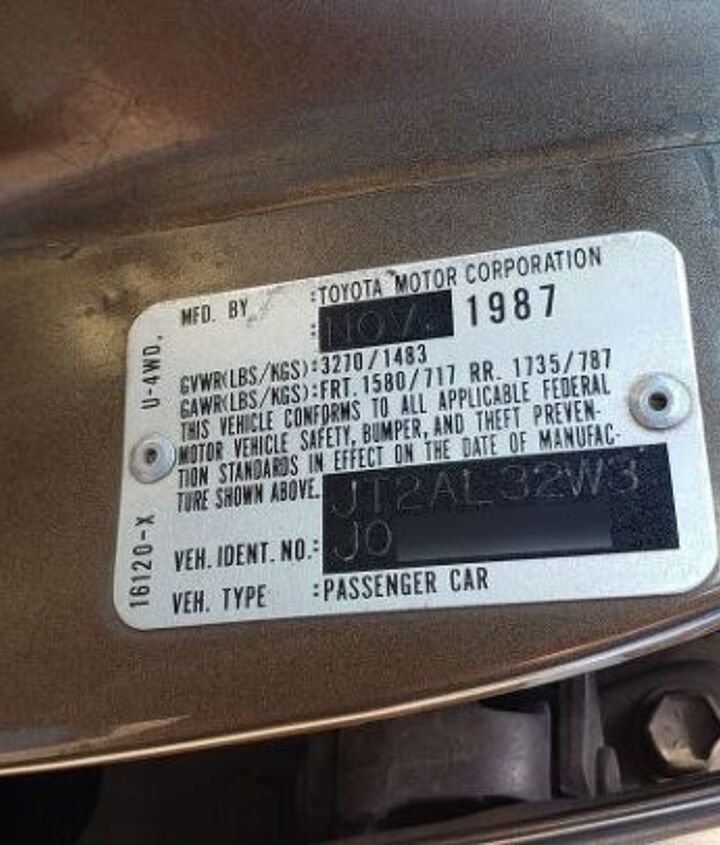 MFD. BY :TOYOTA MOTOR CORPORATION
: NOV. 1987
GVWR(LBS/KGS):3270/1483
GAWR(LBS/KGS):FRT. 1580/717 RR. 1735/787
THIS VEHICLE CONFORMS TO ALL APPLICABLE FEDERAL
MOTOR VEHICLE SAFETY, BUMPER, AND THEFT PREVEN-
TION STANDARDS IN EFFECT ON THE DATE OF MANUFAC-
TURE SHOWN ABOVE.
JT2AL32W3
VEH. IDENT. NO.: J0
VEH. TYPE :PASSENGER CAR
16120-X U-4WD,